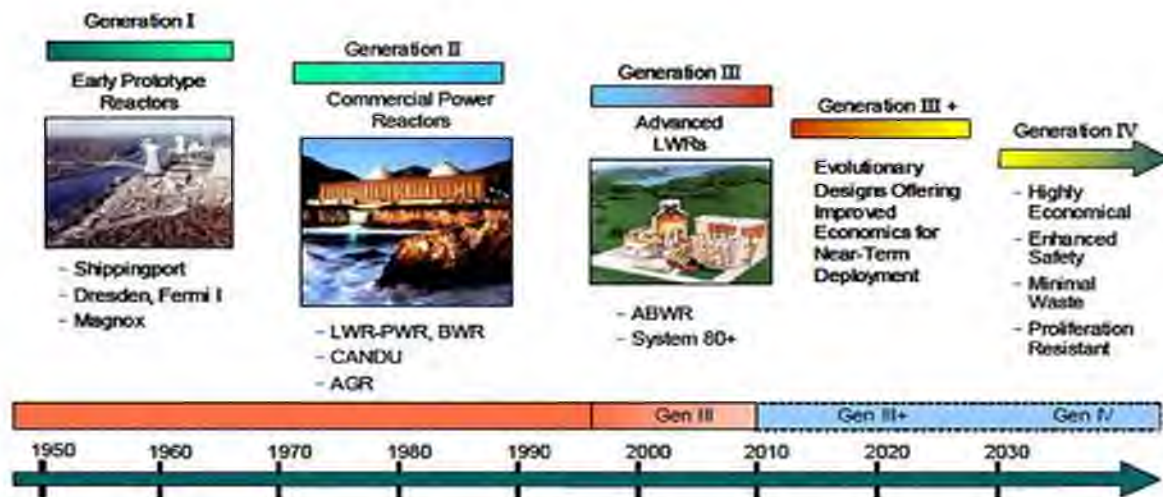 Generation I
Early Prototype
Reactors
- Shippingport
- Dresden, Fermi I
- Magnox
Generation II
Commercial Power
Reactors
- LWR-PWR, BWR
- CANDU
- AGR
Generation III
Advanced
LWRs
- ABWR
- System 80+
Generation III +
Evolutionary
Designs Offering
Improved
Economics for
Near-Term
Deployment
Generation IV
- Highly
Economical
- Enhanced
Safety
- Minimal
Waste
- Proliferation
Resistant
Gen III Gen III+ Gen IV
1950 1960 1970 1980 1990 2000 2010 2020 2030